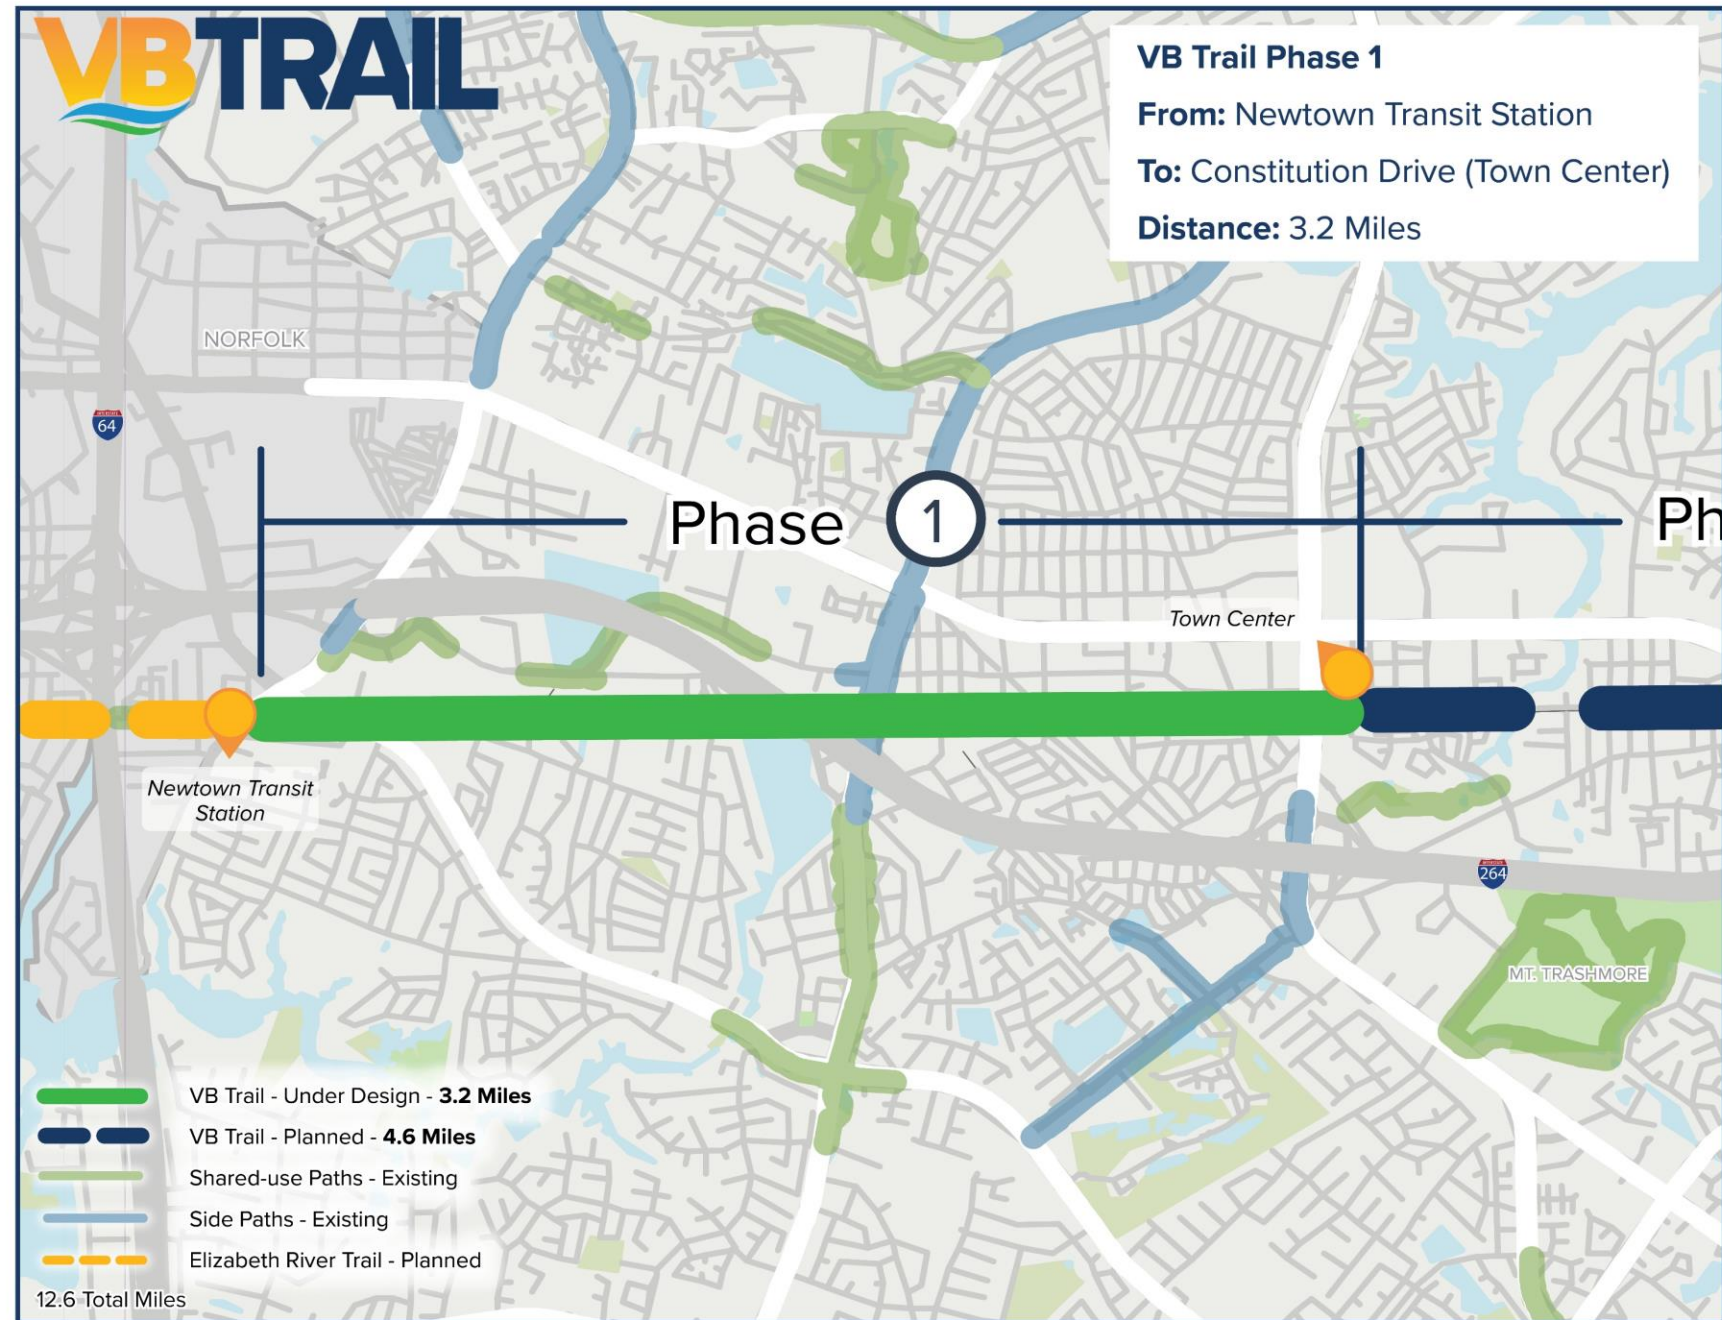 VBTRAIL
VB Trail Phase 1
From: Newtown Transit Station
To: Constitution Drive (Town Center)
Distance: 3.2 Miles
NORFOLK
64
Phase 1
Ph
Town Center
Newtown Transit
Station
264
MT. TRASHMORE
VB Trail - Under Design - 3.2 Miles
VB Trail - Planned - 4.6 Miles
Shared-use Paths - Existing
Side Paths - Existing
Elizabeth River Trail - Planned
12.6 Total Miles